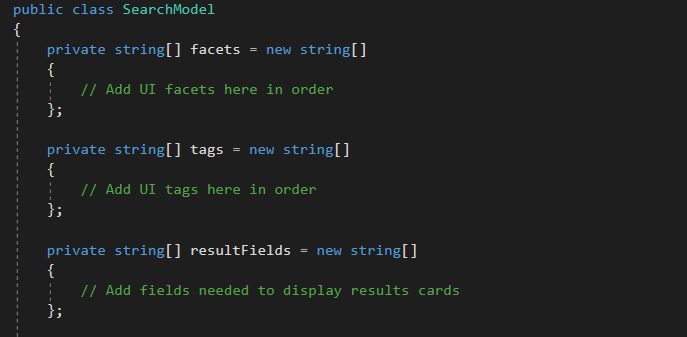 public class SearchModel
{
private string[] facets = new string[]
{
// Add UI facets here in order
};
private string[] tags = new string[]
{
// Add UI tags here in order
};
private string[] resultFields = new string[]
{
// Add fields needed to display results cards
};